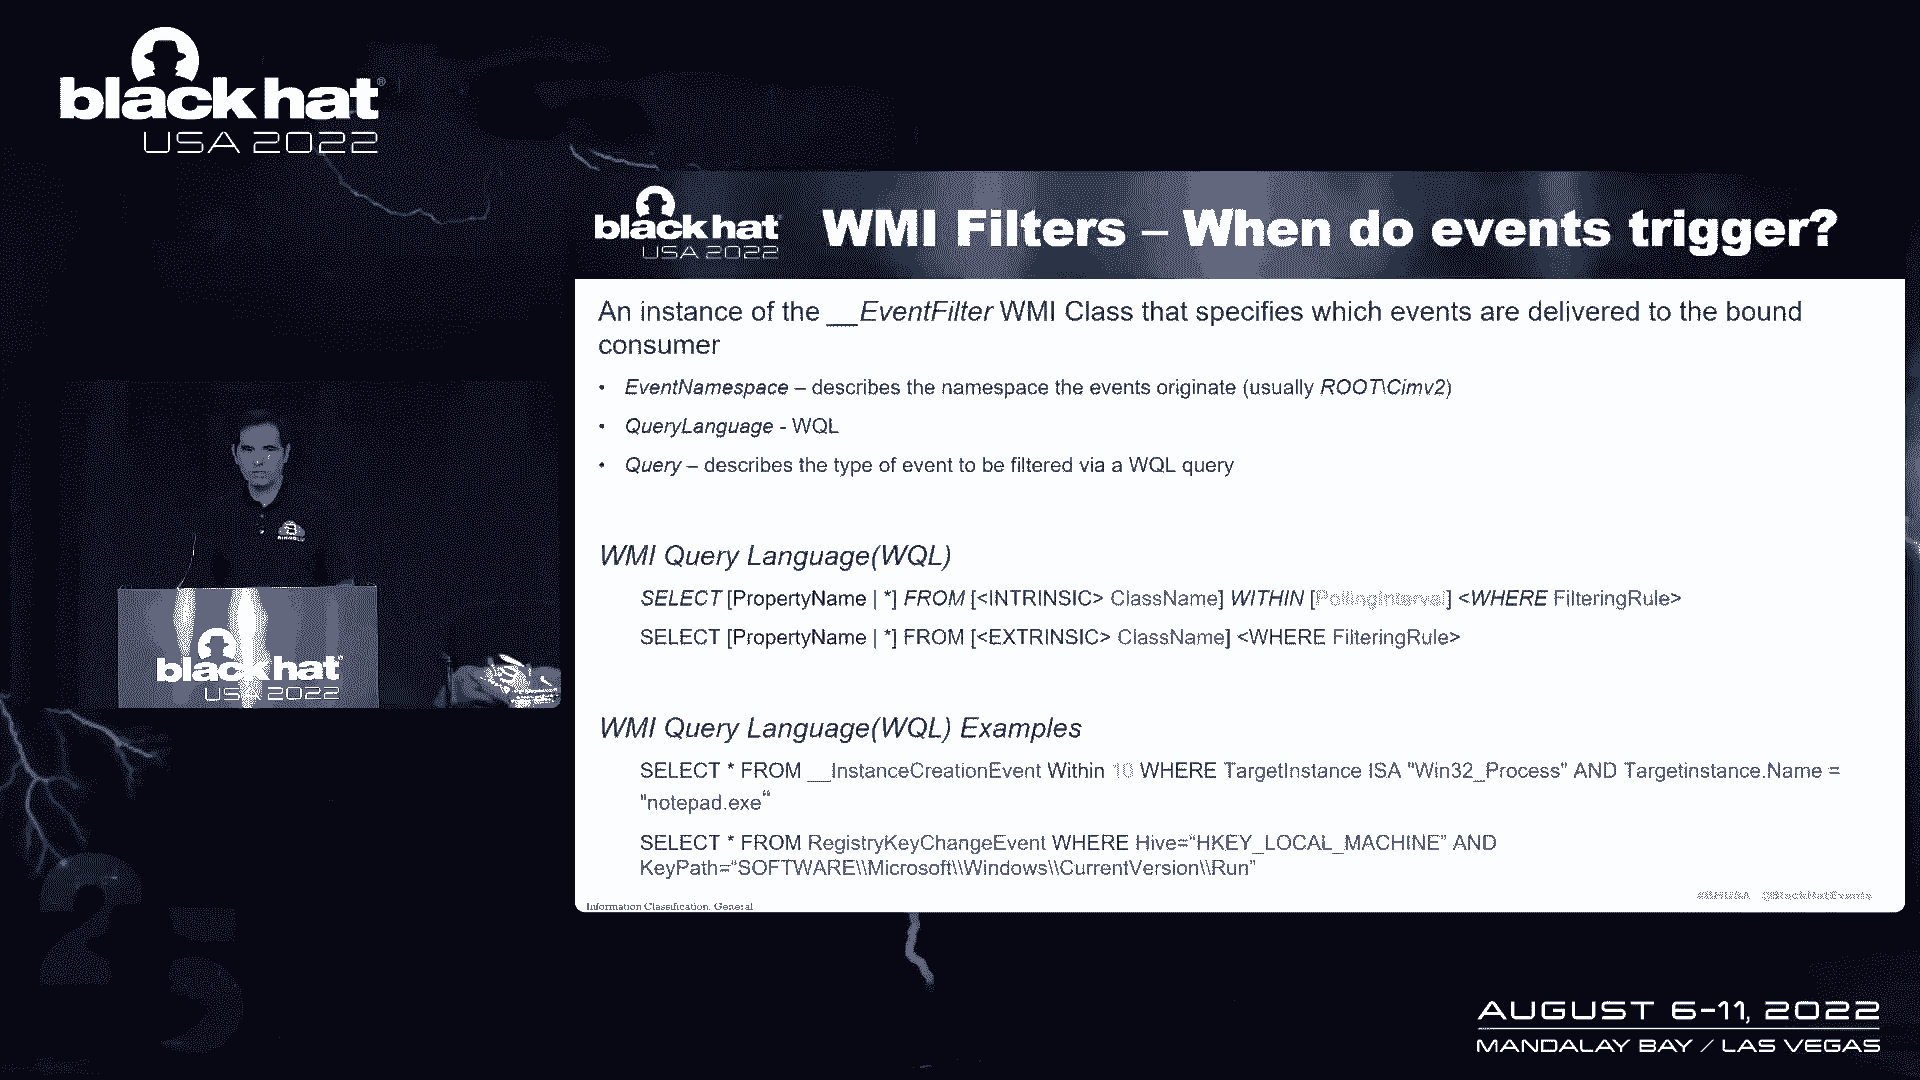 black hat®
USA 2022
black hat
USA 2022
WMI Filters – When do events trigger?
An instance of the __EventFilter WMI Class that specifies which events are delivered to the bound
consumer
• EventNamespace – describes the namespace the events originate (usually ROOT\Cimv2)
• QueryLanguage - WQL
• Query – describes the type of event to be filtered via a WQL query
WMI Query Language(WQL)
SELECT [PropertyName | *] FROM [<INTRINSIC> ClassName] WITHIN [PollingInterval] <WHERE FilteringRule>
SELECT [PropertyName | *] FROM [<EXTRINSIC> ClassName] <WHERE FilteringRule>
WMI Query Language(WQL) Examples
SELECT * FROM __InstanceCreationEvent Within 10 WHERE TargetInstance ISA "Win32_Process" AND Targetinstance.Name =
"notepad.exe“
SELECT * FROM RegistryKeyChangeEvent WHERE Hive=“HKEY_LOCAL_MACHINE” AND
KeyPath=“SOFTWARE\\Microsoft\\Windows\\CurrentVersion\\Run”
#BHUSA @BlackHatEvents
Information Classification: General
black hat
USA 2022
25
AUGUST 6-11, 2022
MANDALAY BAY / LAS VEGAS